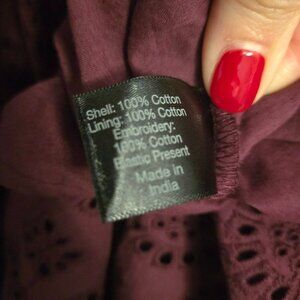 Shell: 100% Cotton
Lining: 100% Cotton
Embroidery:
100% Cotton
Elastic Present
Made in
India